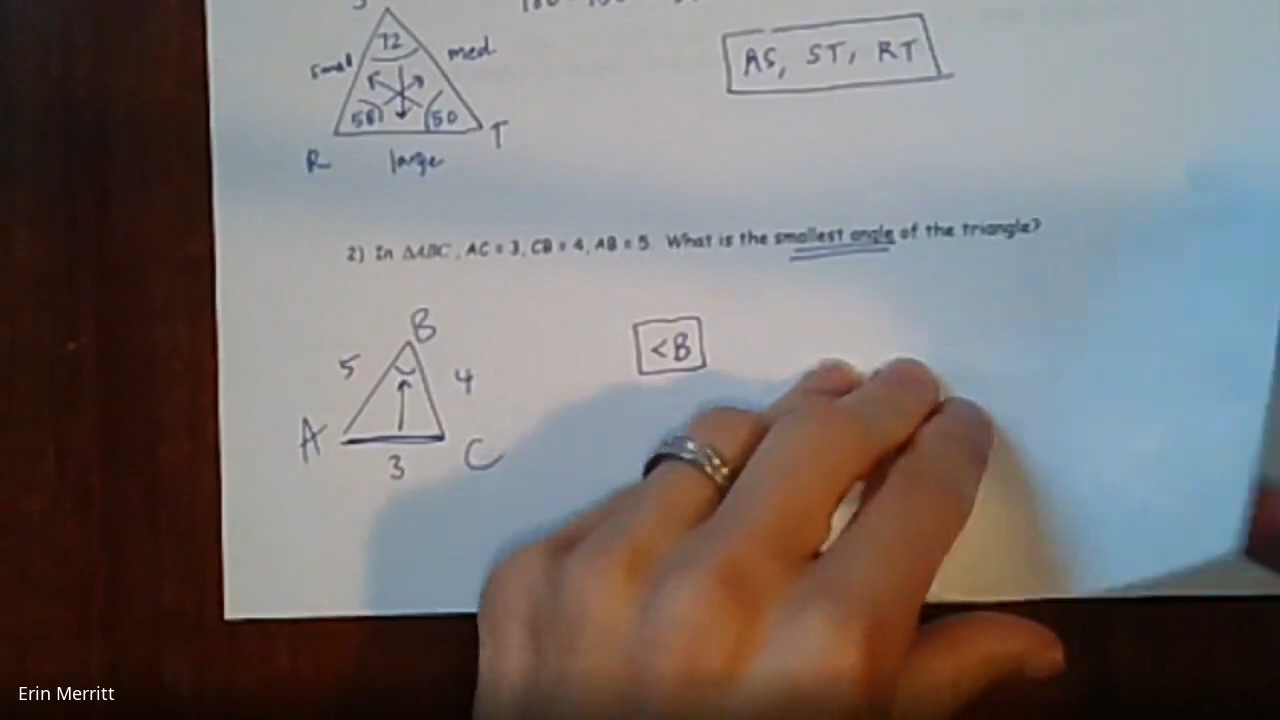 72
small
med
58
50
T
R
large
AS, ST, RT
2) In ΔABC, AC = 3, CB = 4, AB = 5. What is the smallest angle of the triangle?
B
5
4
<B
A
3
C
Erin Merritt